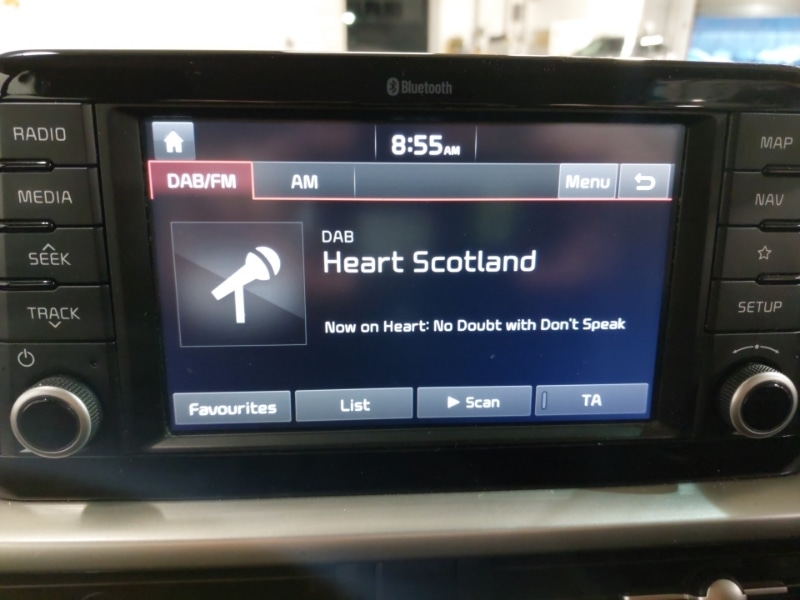 Bluetooth
RADIO
MEDIA
SEEK
TRACK
8:55AM
DAB/FM AM Menu
DAB
Heart Scotland
Now on Heart: No Doubt with Don't Speak
Favourites List Scan TA
MAP
NAV
SETUP